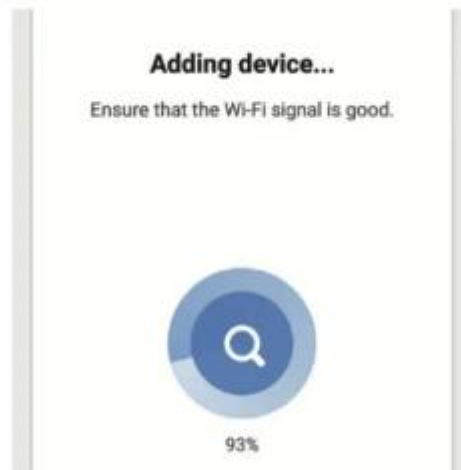 Adding device...
Ensure that the Wi-Fi signal is good.
93%